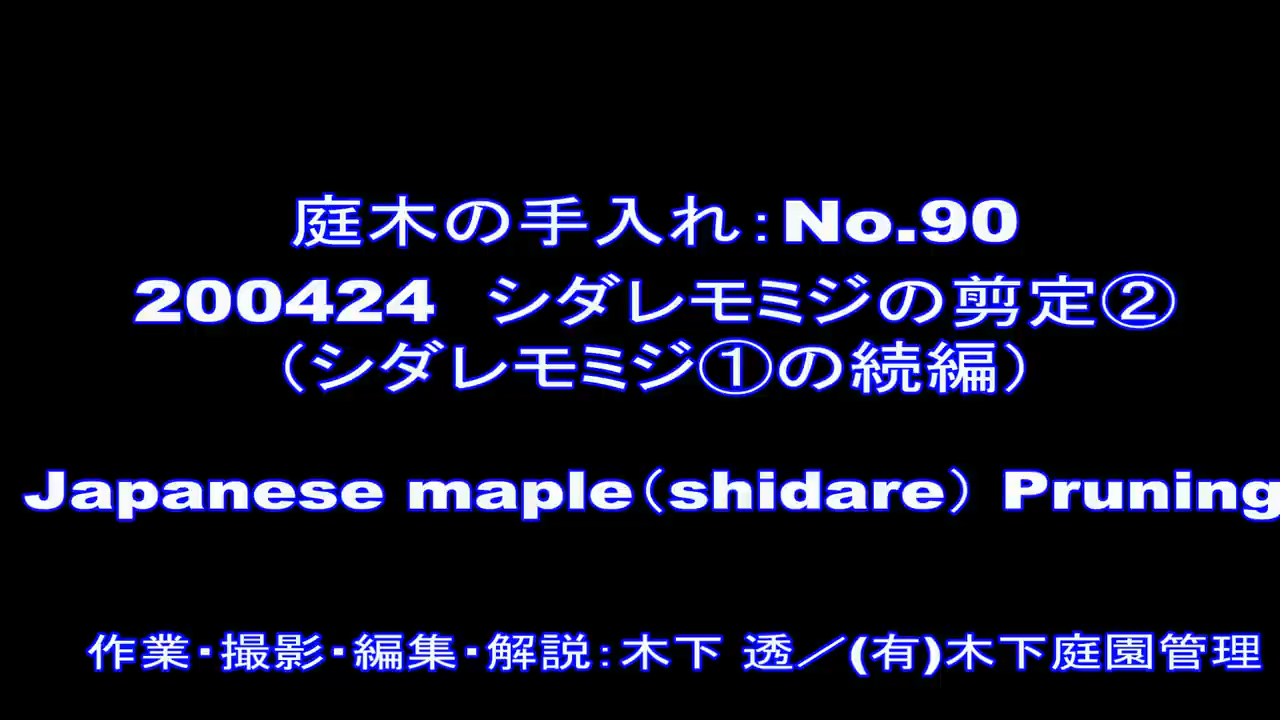 庭木の手入れ：No.90
200424　シダレモミジの剪定②
（シダレモミジ①の続編）
Japanese maple（shidare） Pruning
作業・撮影・編集・解説：木下 透／(有)木下庭園管理